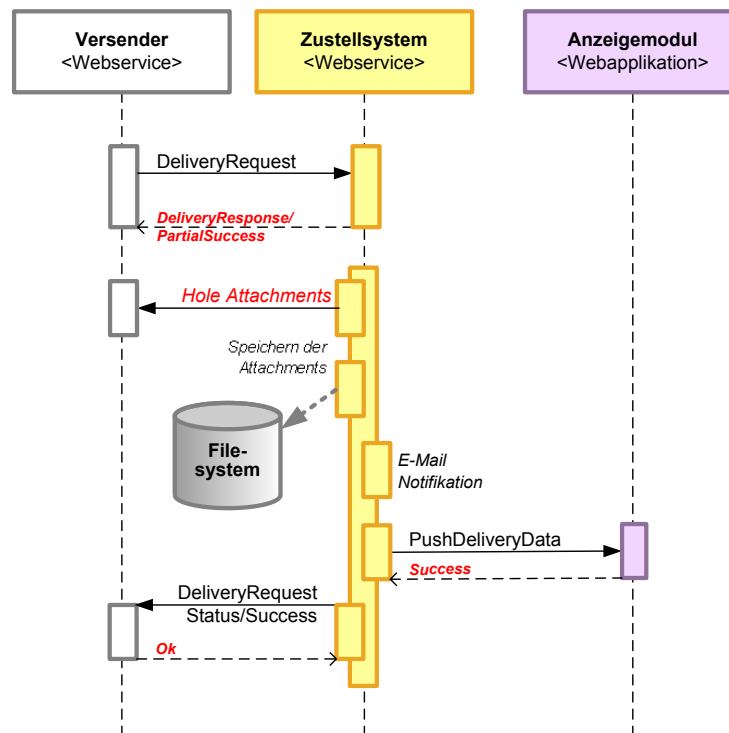 Versender
<Webservice>
Zustellsystem
<Webservice>
Anzeigemodul
<Webapplikation>
DeliveryRequest
DeliveryResponse/
PartialSuccess
Hole Attachments
Speichern der
Attachments
File-
system
E-Mail
Notifikation
PushDeliveryData
Success
DeliveryRequest
Status/Success
Ok